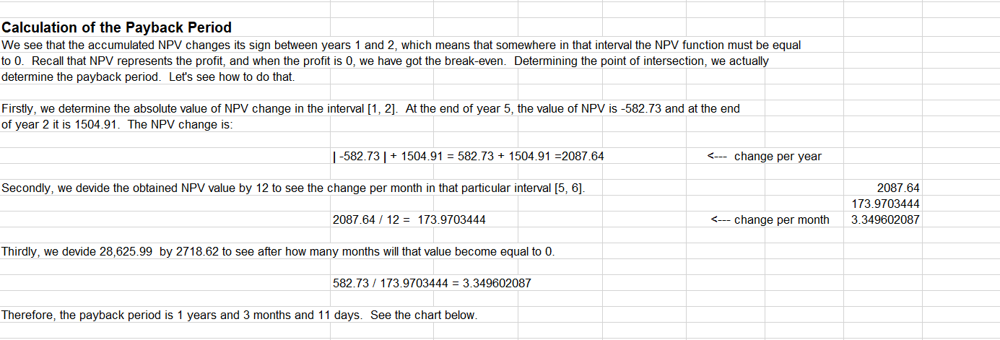 Calculation of the Payback Period
We see that the accumulated NPV changes its sign between years 1 and 2, which means that somewhere in that interval the NPV function must be equal
to 0.  Recall that NPV represents the profit, and when the profit is 0, we have got the break-even.  Determining the point of intersection, we actually
determine the payback period.  Let's see how to do that.
Firstly, we determine the absolute value of NPV change in the interval [1, 2].  At the end of year 5, the value of NPV is -582.73 and at the end
of year 2 it is 1504.91.  The NPV change is:
| -582.73 | + 1504.91 = 582.73 + 1504.91 =2087.64 <--- change per year
Secondly, we devide the obtained NPV value by 12 to see the change per month in that particular interval [5, 6]. 2087.64
173.9703444
2087.64 / 12 =  173.9703444 <--- change per month 3.349602087
Thirdly, we devide 28,625.99  by 2718.62 to see after how many months will that value become equal to 0.
582.73 / 173.9703444 = 3.349602087
Therefore, the payback period is 1 years and 3 months and 11 days.  See the chart below.